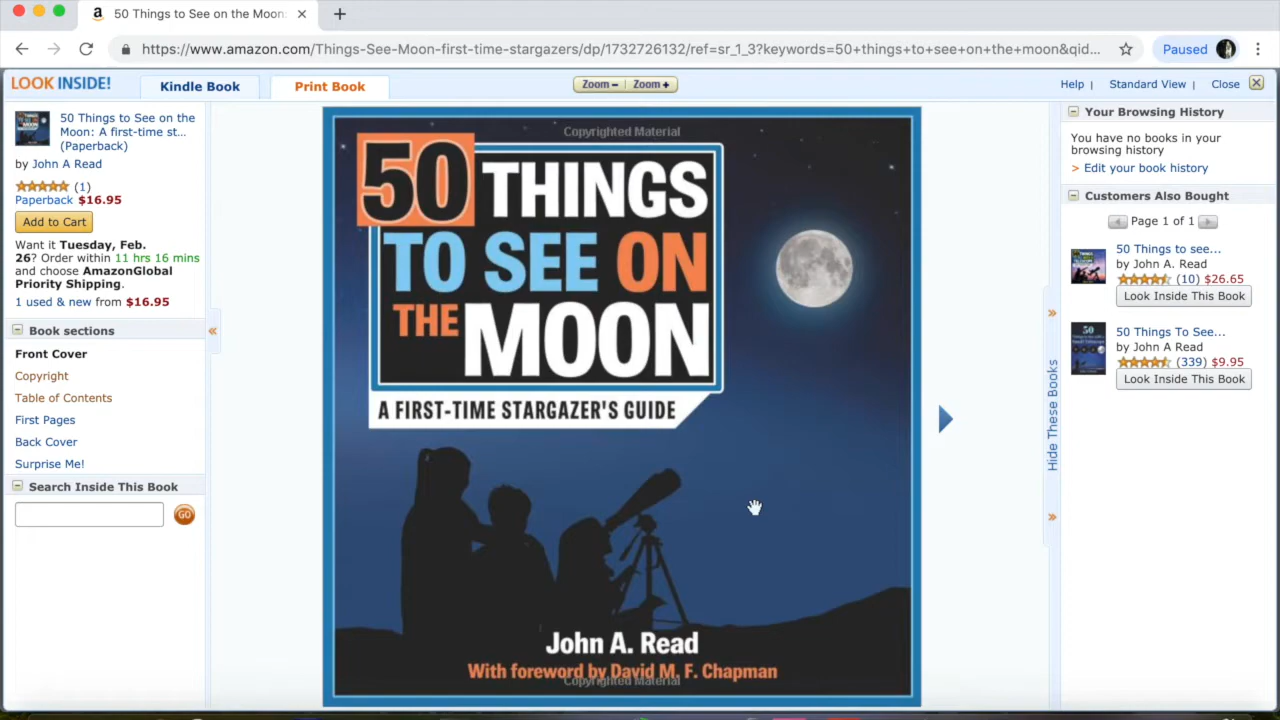 50 Things to See on the Moon:
https://www.amazon.com/Things-See-Moon-first-time-stargazers/dp/1732726132/ref=sr_1_3?keywords=50+things+to+see+on+the+moon&qid...
Paused
LOOK INSIDE!
Kindle Book
Print Book
Zoom –
Zoom +
Help |
Standard View |
Close
50 Things to See on the
Moon: A first-time st...
(Paperback)
by John A Read
(1)
Paperback $16.95
Add to Cart
Want it Tuesday, Feb.
26? Order within 11 hrs 16 mins
and choose AmazonGlobal
Priority Shipping.
1 used & new from $16.95
Book sections
Front Cover
Copyright
Table of Contents
First Pages
Back Cover
Surprise Me!
Search Inside This Book
GO
Copyrighted Material
50 THINGS
TO SEE ON
THE MOON
A FIRST-TIME STARGAZER'S GUIDE
John A. Read
With foreword by David M. F. Chapman
Copyrighted Material
Hide These Books
Your Browsing History
You have no books in your
browsing history
> Edit your book history
Customers Also Bought
Page 1 of 1
50 Things to see...
by John A. Read
(10) $26.65
Look Inside This Book
50 Things To See...
by John A Read
(339) $9.95
Look Inside This Book